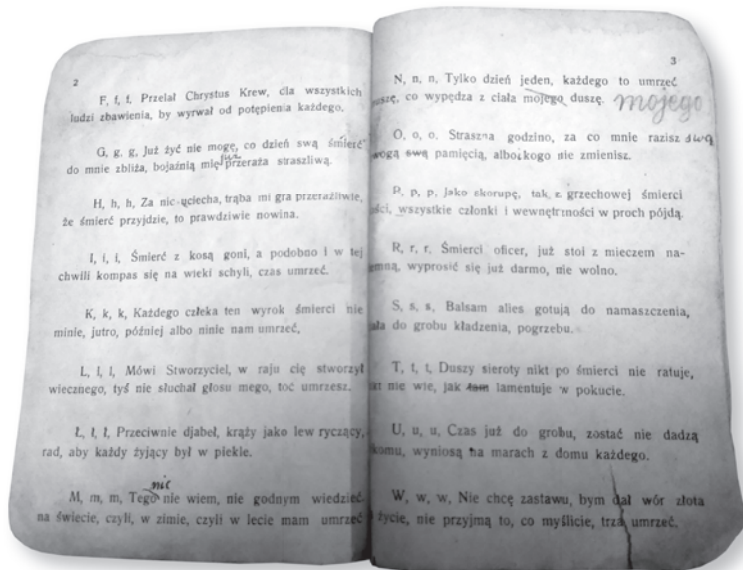 2
F, f, f, Przelał Chrystus Krew, dla wszystkich
ludzi zbawienia, by wyrwał od potępienia każdego.
G, g, g, Już żyć nie mogę, co dzień swą śmierć
już
do mnie zbliża, bojaźnią mię przeraża straszliwą.
H, h, h, Za nic uciecha, trąba mi gra przeraźliwie,
że śmierć przyjdzie, to prawdziwie nowina.
I, i, i, Śmierć z kosą goni, a podobno i w tej
chwili kompas się na wieki schyli, czas umrzeć.
K, k, k, Każdego człeka ten wyrok śmierci nie
minie, jutro, później albo ninie nam umrzeć.
L, l, l, Mówi Stworzyciel, w raju cię stworzył
wiecznego, tyś nie słuchał głosu mego, toć umrzesz.
Ł, ł, ł, Przeciwnie djabeł, krąży jako lew ryczący,
rad, aby każdy żyjący był w piekle.
nic
M, m, m, Tego nie wiem, nie godnym wiedzieć
na świecie, czyli, w zimie, czyli w lecie mam umrzeć
3
N, n, n, Tylko dzień jeden, każdego to umrzeć
co wypędza z ciała mojego duszę. mojego
O, o, o, Straszna godzino, za co mnie razisz swą
swą pamięcią, albo kogo nie zmienisz.
P, p, p, Jako skorupę, tak z grzechowej śmierci
wszystkie członki i wewnętrzności w proch pójdą.
R, r, r, Śmierci oficer, już stoi z mieczem na-
wyprosić się już darmo, nie wolno.
S, s, s, Balsam alies gotują do namaszczenia,
do grobu kładzenia, pogrzebu.
T, t, t, Duszy sieroty nikt po śmierci nie ratuje,
nie wie, jak tam lamentuje w pokucie.
U, u, u, Czas już do grobu, zostać nie dadzą
wyniosą na marach z domu każdego.
W, w, w, Nie chcę zastawu, bym dał wór złota
życie, nie przyjmą to, co myślicie, trza umrzeć.